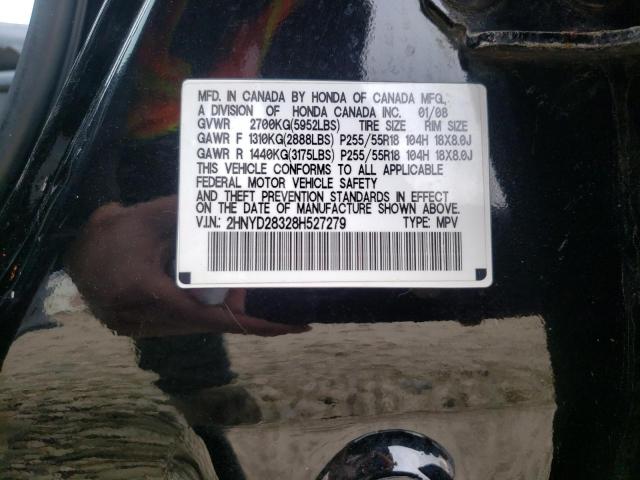 MFD. IN CANADA BY HONDA OF CANADA MFG.,
A DIVISION OF HONDA CANADA INC. 01/08
GVWR 2700KG(5952LBS) TIRE SIZE RIM SIZE
GAWR F 1310KG(2888LBS) P255/55R18 104H 18X8.0J
GAWR R 1440KG(3175LBS) P255/55R18 104H 18X8.0J
THIS VEHICLE CONFORMS TO ALL APPLICABLE
FEDERAL MOTOR VEHICLE SAFETY
AND THEFT PREVENTION STANDARDS IN EFFECT
ON THE DATE OF MANUFACTURE SHOWN ABOVE.
V.I.N.: 2HNYD28328H527279 TYPE: MPV